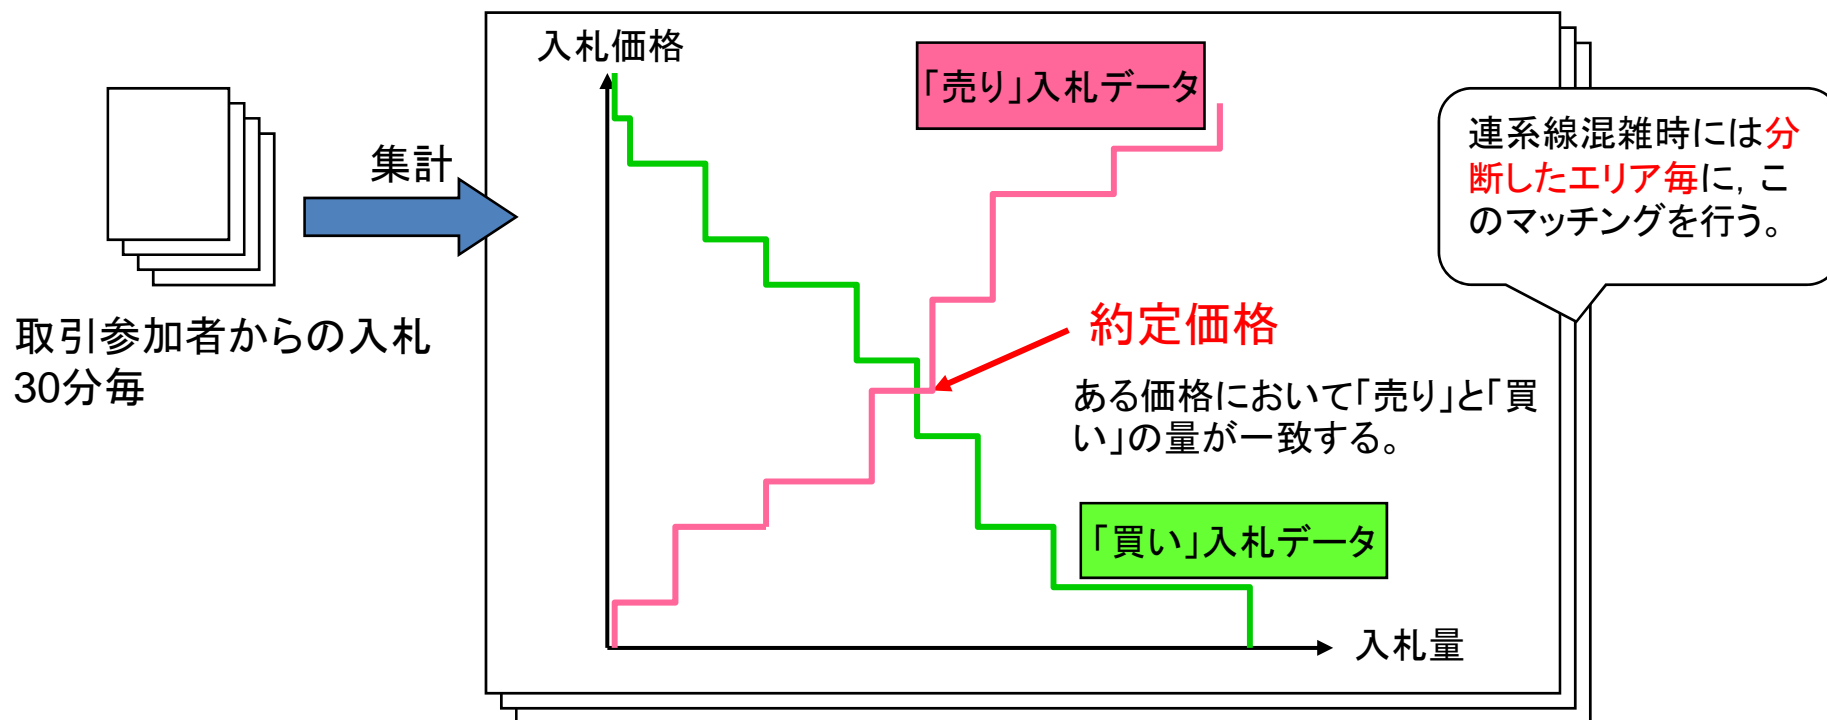 入札価格
「売り」入札データ
連系線混雑時には分
断したエリア毎に, こ
のマッチングを行う。
集計
取引参加者からの入札
30分毎
約定価格
ある価格において「売り」と「買
い」の量が一致する。
「買い」入札データ
入札量